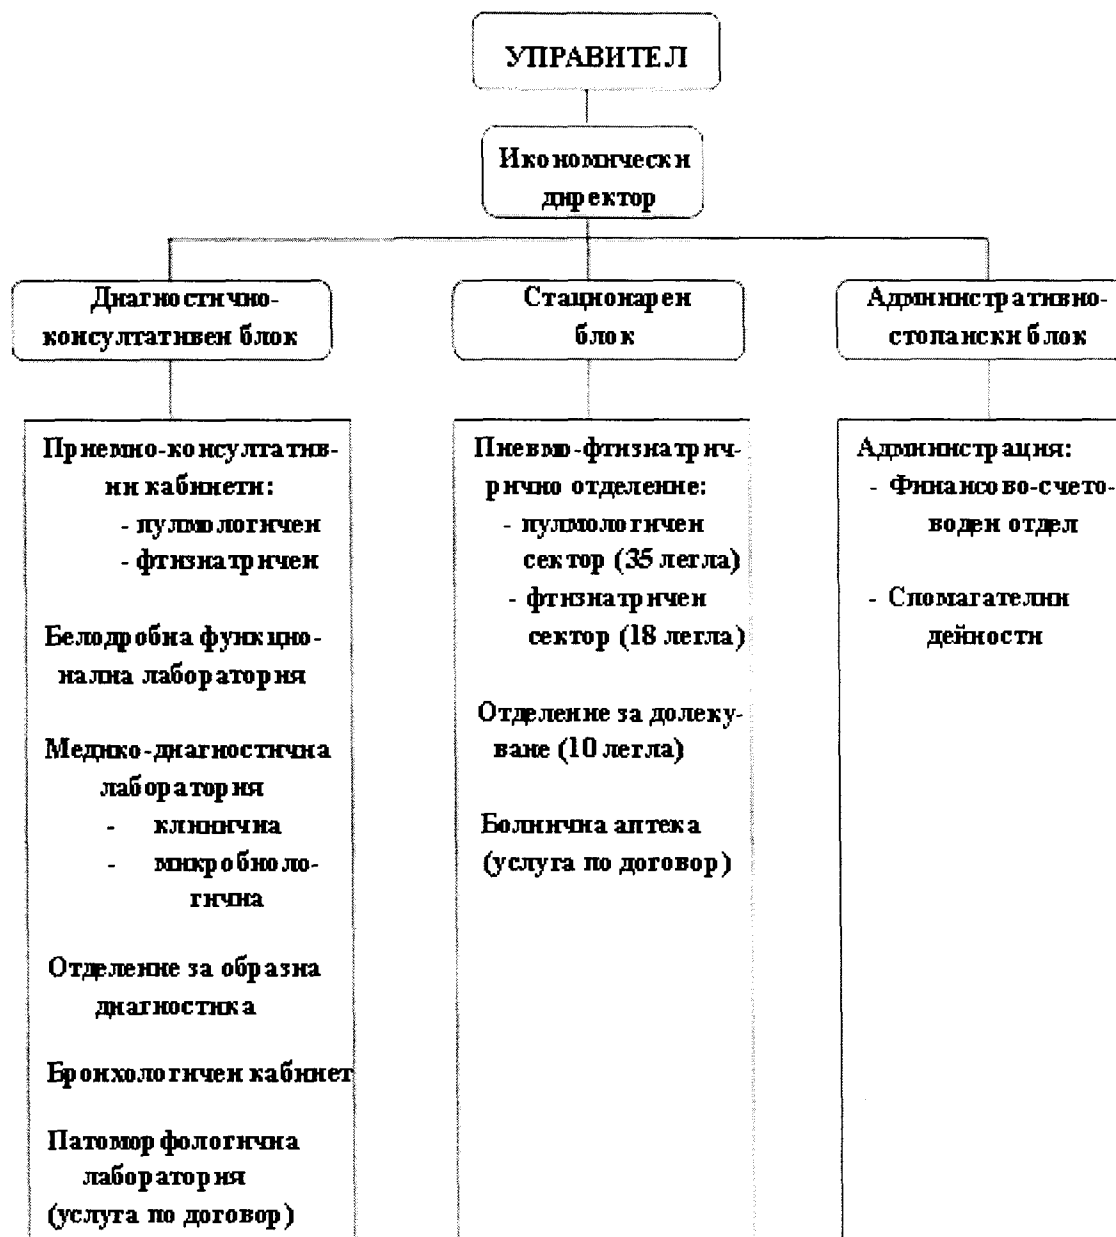 УПРАВИТЕЛ
Икономически
директор
Диагностично-
консултативен блок
Стационарен
блок
Административно-
стопански блок
Приемно-консултатив-
ни кабинети:
- пулмологичен
- фтизиатричен
Белодробна функцио-
нална лаборатория
Медико-диагностична
лаборатория
- клинична
- микробиоло-
гична
Отделение за образна
диагностика
Бронхологичен кабинет
Патоморфологична
лаборатория
(услуга по договор)
Пневмо-фтизиатрич-
рично отделение:
- пулмологичен
сектор (35 легла)
- фтизиатричен
сектор (18 легла)
Отделение за долеку-
ване (10 легла)
Болнична аптека
(услуга по договор)
Администрация:
- Финансово-счето-
воден отдел
- Спомагателни
дейности